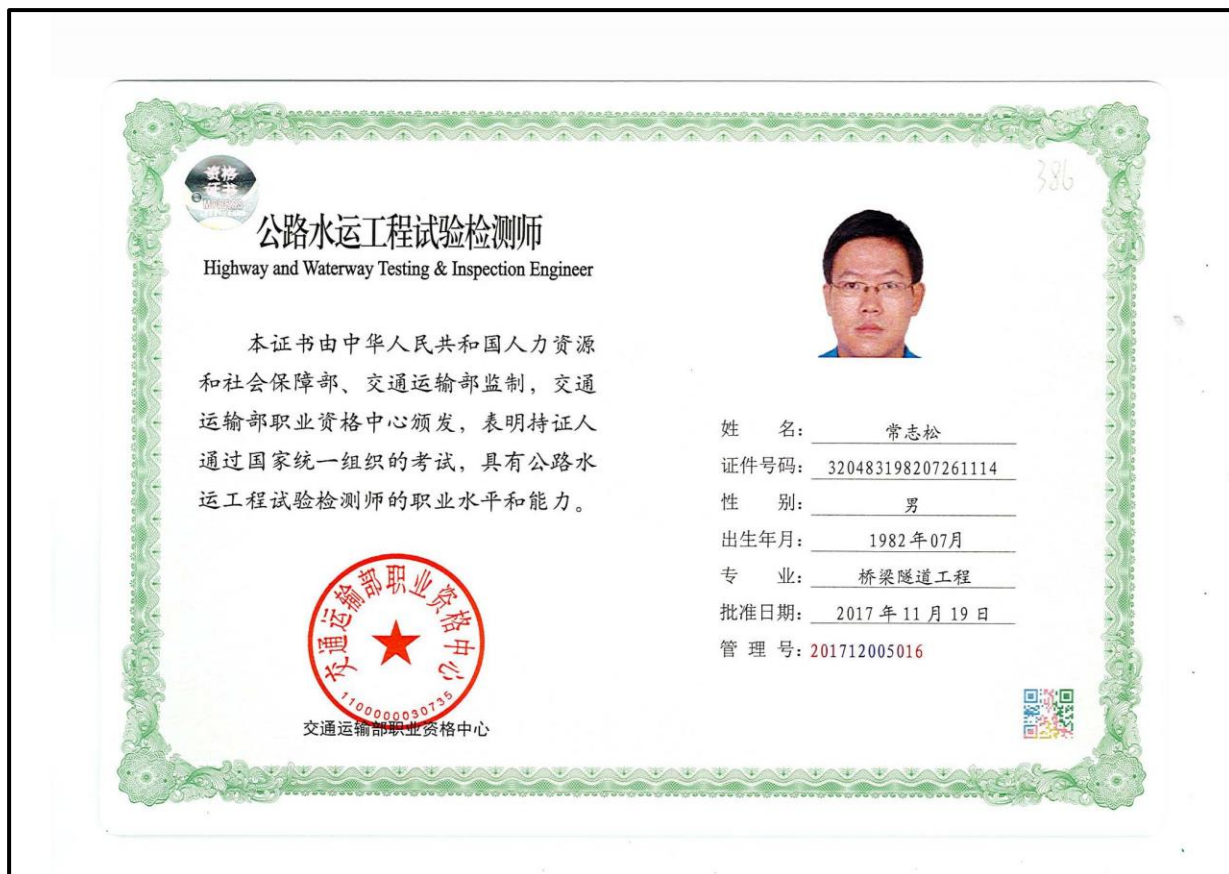 资格
证书
386
公路水运工程试验检测师
Highway and Waterway Testing & Inspection Engineer
本证书由中华人民共和国人力资源
和社会保障部、交通运输部监制，交通
运输部职业资格中心颁发，表明持证人
通过国家统一组织的考试，具有公路水
运工程试验检测师的职业水平和能力。
交通运输部职业资格中心
1100000030735
交通运输部职业资格中心
姓 名：常志松
证件号码：320483198207261114
性 别：男
出生年月：1982年07月
专 业：桥梁隧道工程
批准日期：2017年11月19日
管 理 号：201712005016